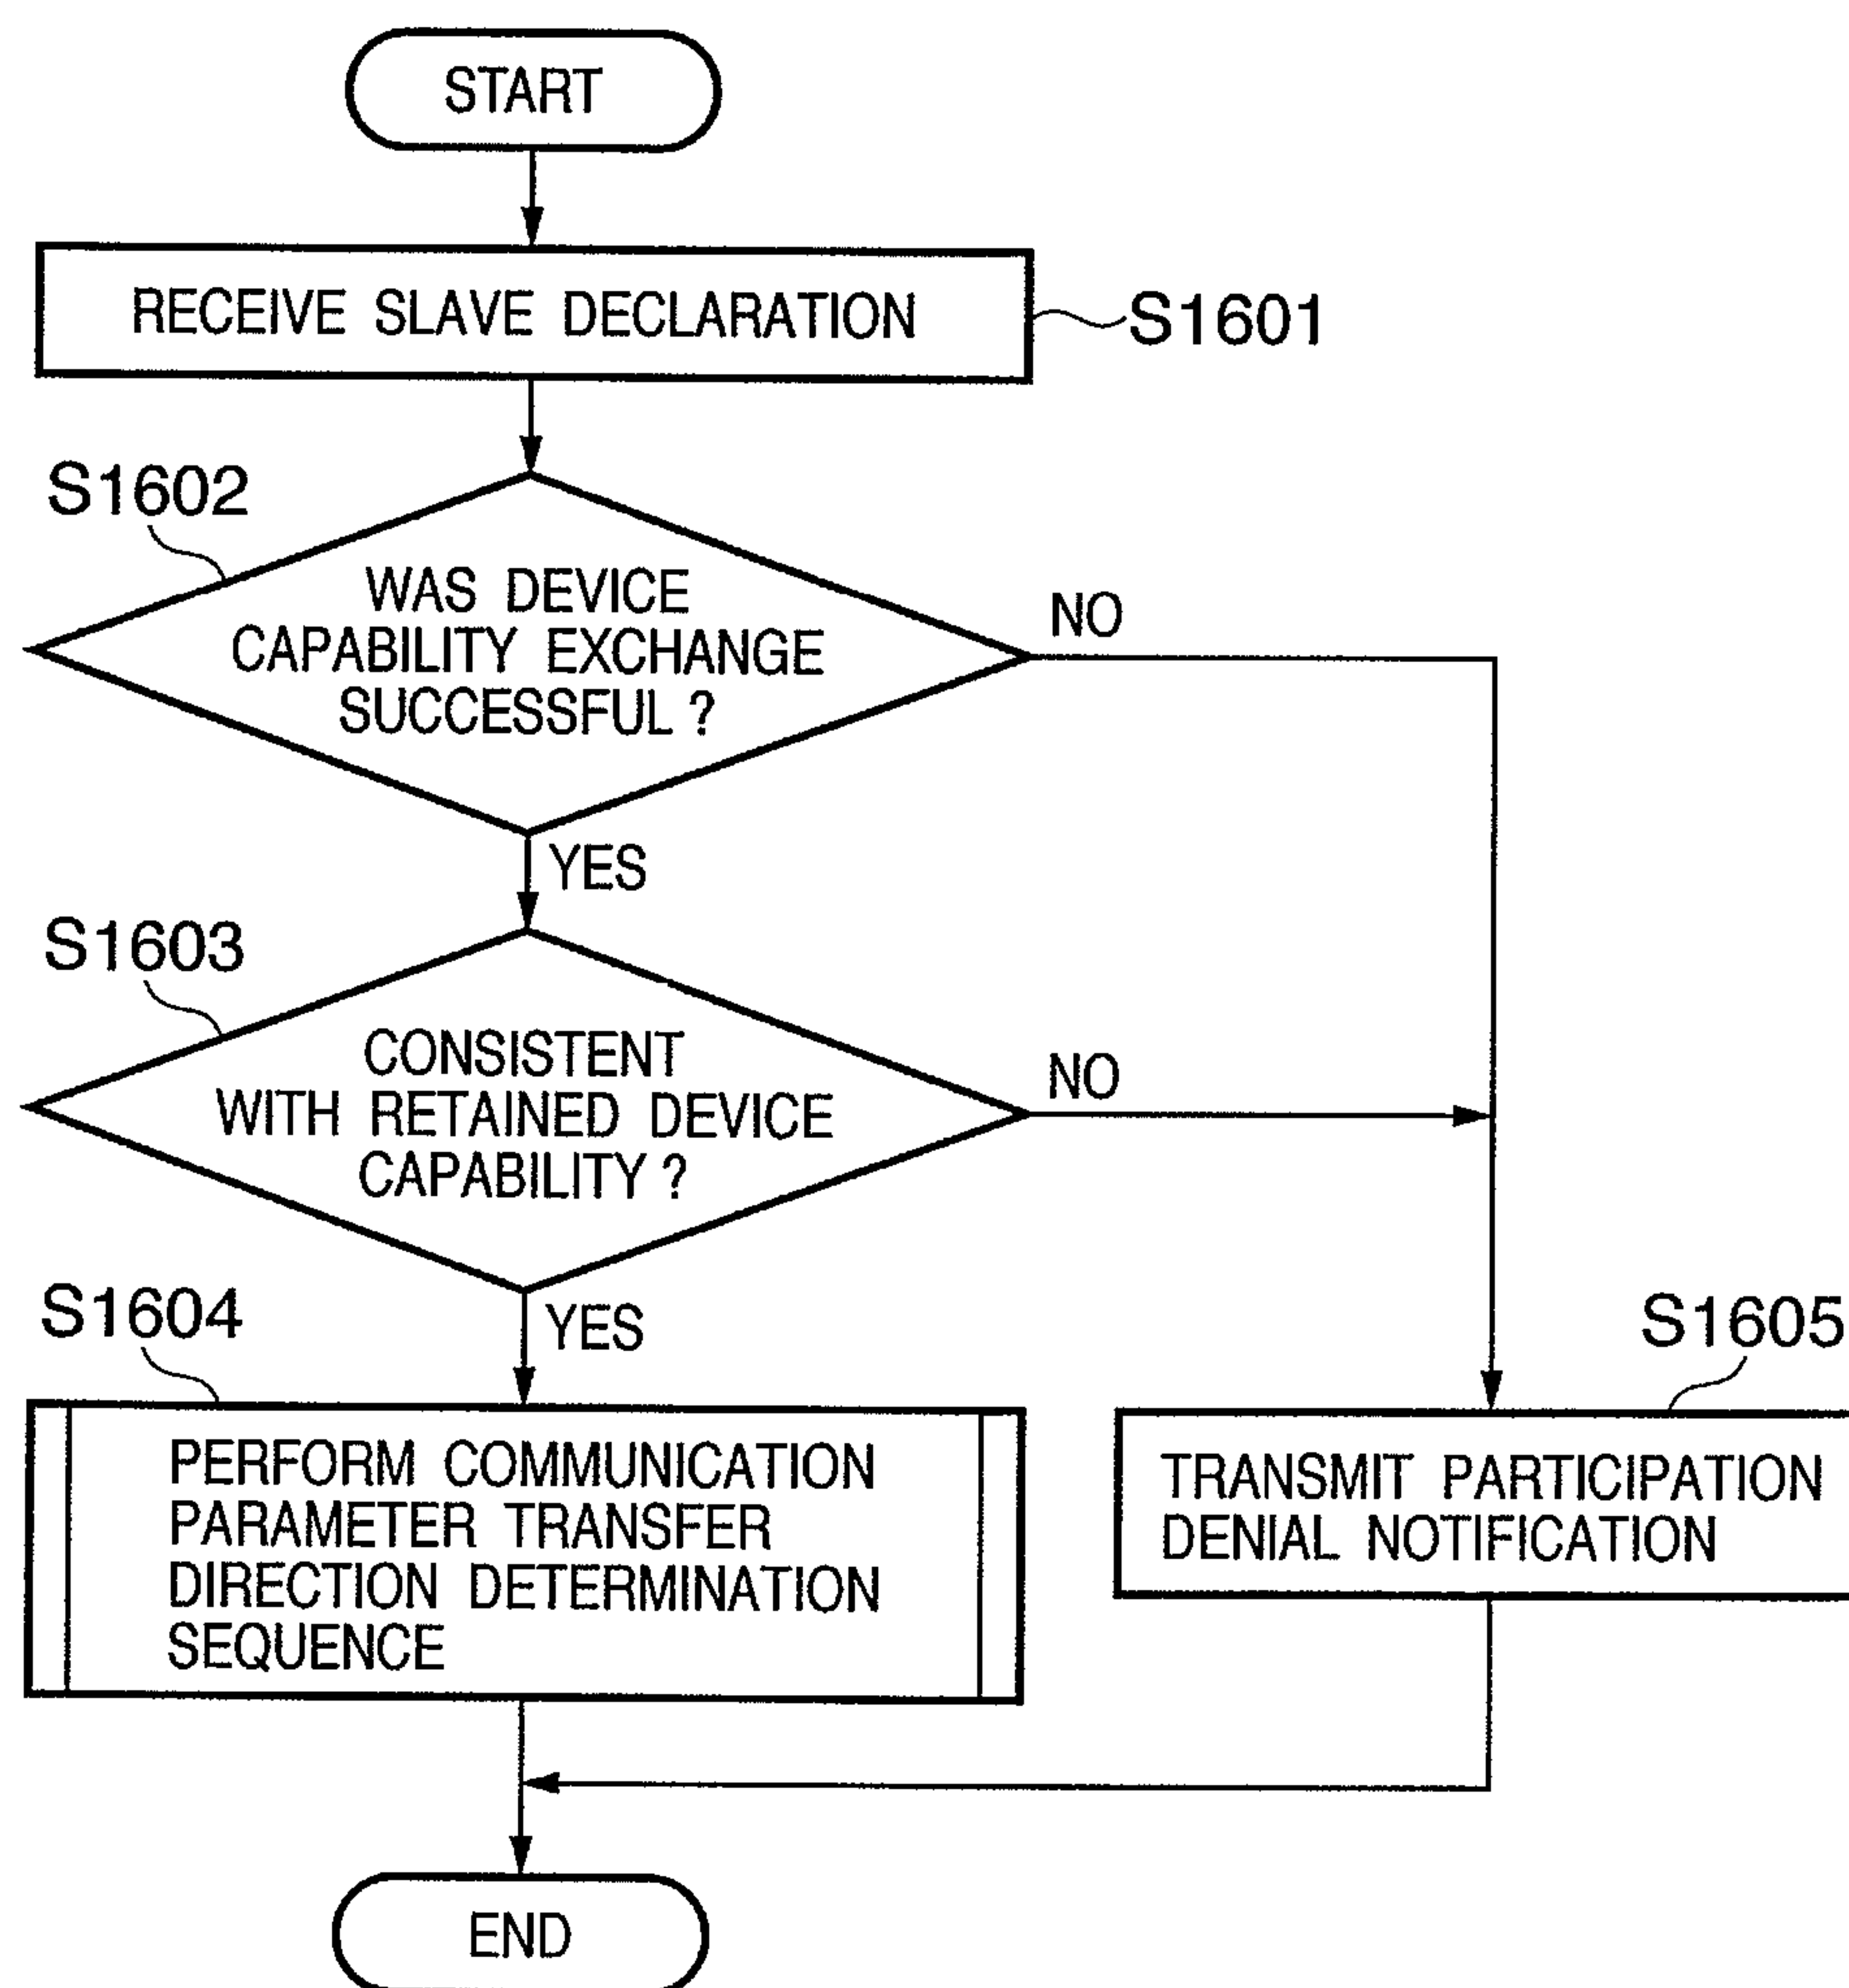 START
RECEIVE SLAVE DECLARATION
S1601
S1602
WAS DEVICE
CAPABILITY EXCHANGE
SUCCESSFUL ?
NO
YES
S1603
CONSISTENT
WITH RETAINED DEVICE
CAPABILITY ?
NO
YES
S1604
PERFORM COMMUNICATION
PARAMETER TRANSFER
DIRECTION DETERMINATION
SEQUENCE
S1605
TRANSMIT PARTICIPATION
DENIAL NOTIFICATION
END